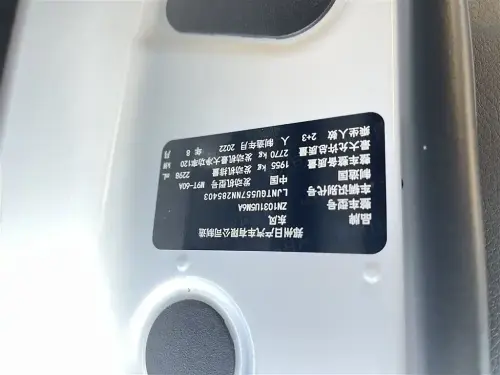 郑州日产汽车有限公司制造
品牌 东风
整车型号 ZN1031U5M6A
车辆识别代号 LJNTGUS57NN285403
制造国 中国 发动机型号 M9T-60A
整车整备质量 1955 kg 发动机排量 2298 mL
最大允许总质量 2770 kg 发动机最大净功率120 kW
乘坐人数 2+3 人 制造年月 2022 年 8 月